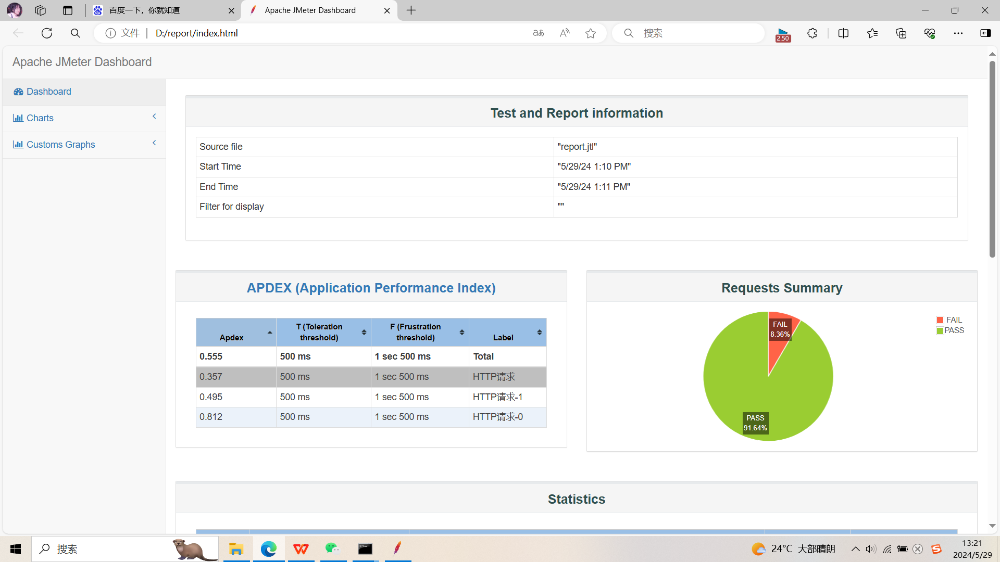 百度一下，你就知道
Apache JMeter Dashboard
文件
D:/report/index.html
搜索
2.50
Apache JMeter Dashboard
Dashboard
Charts
Customs Graphs
Test and Report information
Source file "report.jtl"
Start Time "5/29/24 1:10 PM"
End Time "5/29/24 1:11 PM"
Filter for display ""
APDEX (Application Performance Index)
Apdex T (Toleration threshold) F (Frustration threshold) Label
0.555 500 ms 1 sec 500 ms Total
0.357 500 ms 1 sec 500 ms HTTP请求
0.495 500 ms 1 sec 500 ms HTTP请求-1
0.812 500 ms 1 sec 500 ms HTTP请求-0
Requests Summary
FAIL
8.36%
PASS
91.64%
FAIL
PASS
Statistics
搜索
24°C 大部晴朗
13:21
2024/5/29